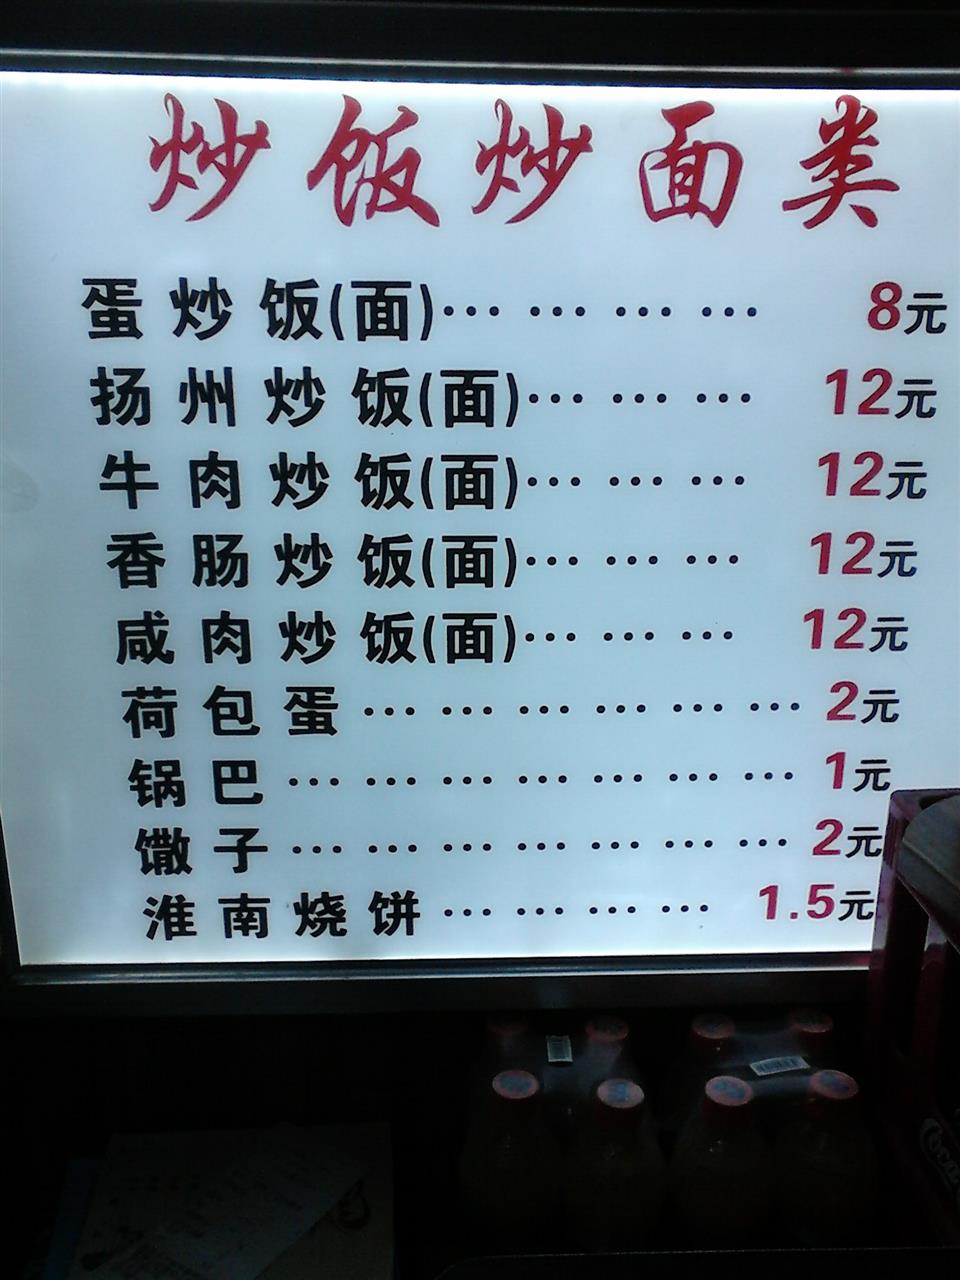 炒饭炒面类
蛋炒饭(面)… … … … 8元
扬州炒饭(面)… … … 12元
牛肉炒饭(面)… … … 12元
香肠炒饭(面)… … … 12元
咸肉炒饭(面)… … … 12元
荷包蛋 … … … … … … 2元
锅巴 … … … … … … … 1元
馓子 … … … … … … … 2元
淮南烧饼 … … … … 1.5元